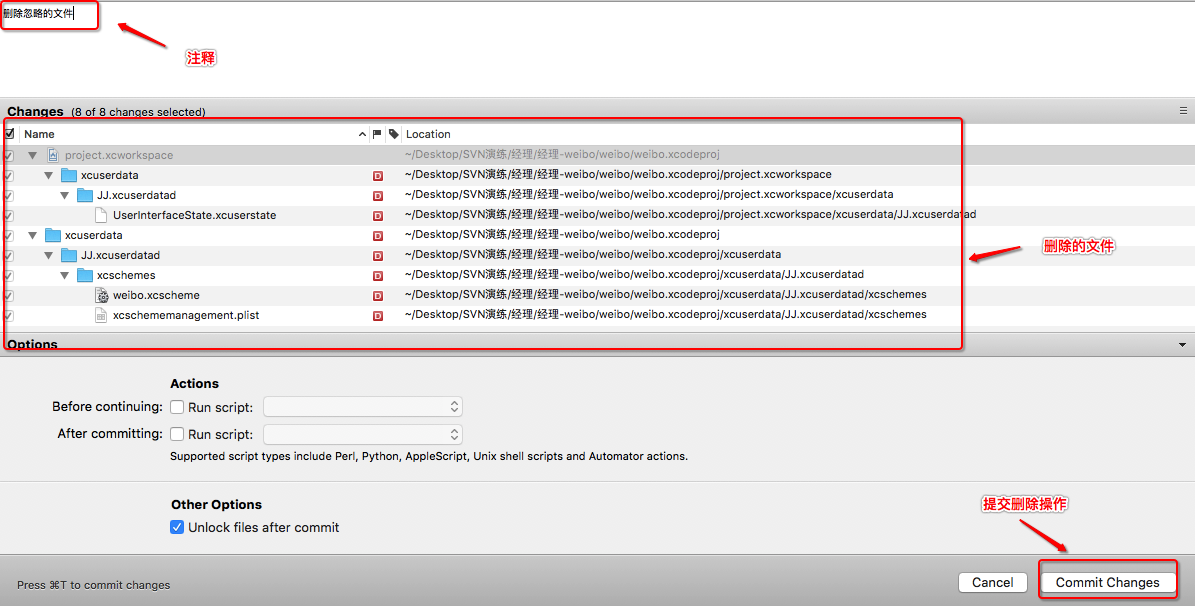 删除忽略的文件
注释
Changes (8 of 8 changes selected)
Name Location
project.xcworkspace ~/Desktop/SVN演练/经理/经理-weibo/weibo/weibo.xcodeproj
xcuserdata D ~/Desktop/SVN演练/经理/经理-weibo/weibo/weibo.xcodeproj/project.xcworkspace
JJ.xcuserdatad D ~/Desktop/SVN演练/经理/经理-weibo/weibo/weibo.xcodeproj/project.xcworkspace/xcuserdata
UserInterfaceState.xcuserstate D ~/Desktop/SVN演练/经理/经理-weibo/weibo/weibo.xcodeproj/project.xcworkspace/xcuserdata/JJ.xcuserdatad
xcuserdata D ~/Desktop/SVN演练/经理/经理-weibo/weibo/weibo.xcodeproj
删除的文件
JJ.xcuserdatad D ~/Desktop/SVN演练/经理/经理-weibo/weibo/weibo.xcodeproj/xcuserdata
xcschemes D ~/Desktop/SVN演练/经理/经理-weibo/weibo/weibo.xcodeproj/xcuserdata/JJ.xcuserdatad
weibo.xcscheme D ~/Desktop/SVN演练/经理/经理-weibo/weibo/weibo.xcodeproj/xcuserdata/JJ.xcuserdatad/xcschemes
xcschememanagement.plist D ~/Desktop/SVN演练/经理/经理-weibo/weibo/weibo.xcodeproj/xcuserdata/JJ.xcuserdatad/xcschemes
Options
Actions
Before continuing: Run script:
After committing: Run script:
Supported script types include Perl, Python, AppleScript, Unix shell scripts and Automator actions.
Other Options
提交删除操作
Unlock files after commit
Press ⌘T to commit changes
Cancel
Commit Changes